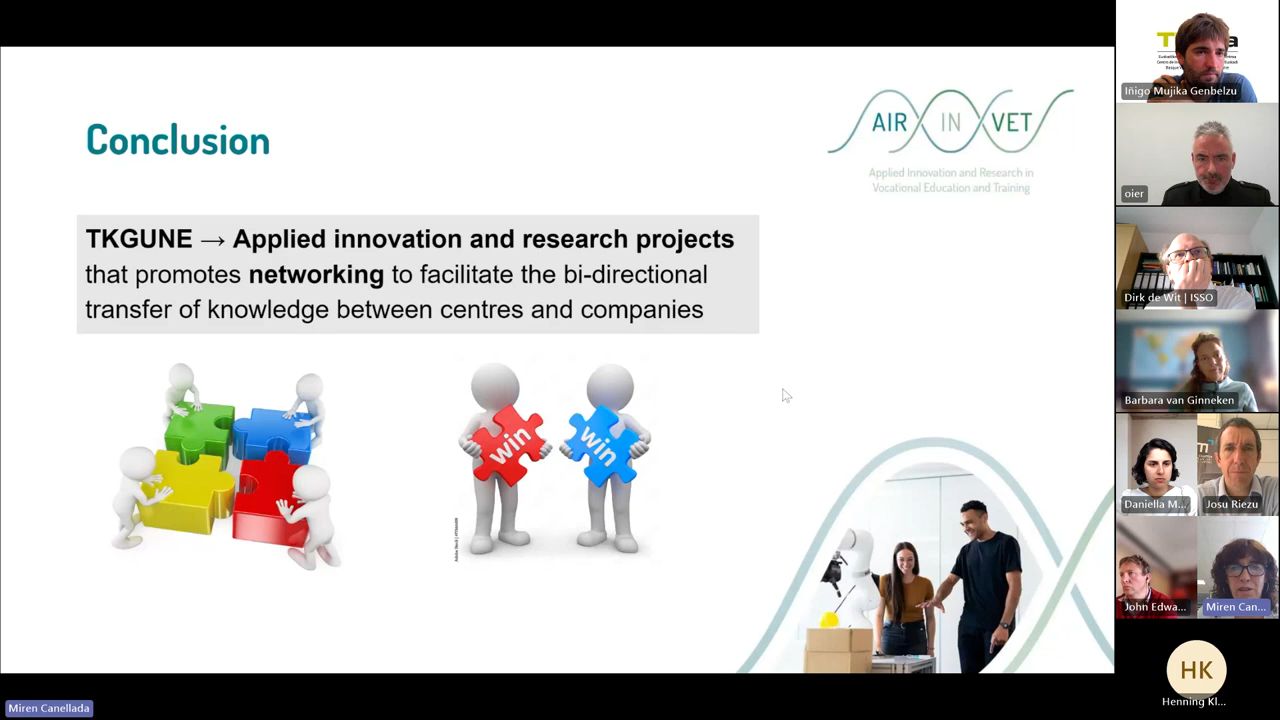 Conclusion
AIR IN VET
Applied Innovation and Research in
Vocational Education and Training
TKGUNE → Applied innovation and research projects
that promotes networking to facilitate the bi-directional
transfer of knowledge between centres and companies
win
win
Iñigo Mujika Genbelzu
oier
Dirk de Wit | ISSO
Barbara van Ginneken
Daniella M...
Josu Riezu
John Edwa...
Miren Can...
HK
Henning Kl...
Miren Canellada